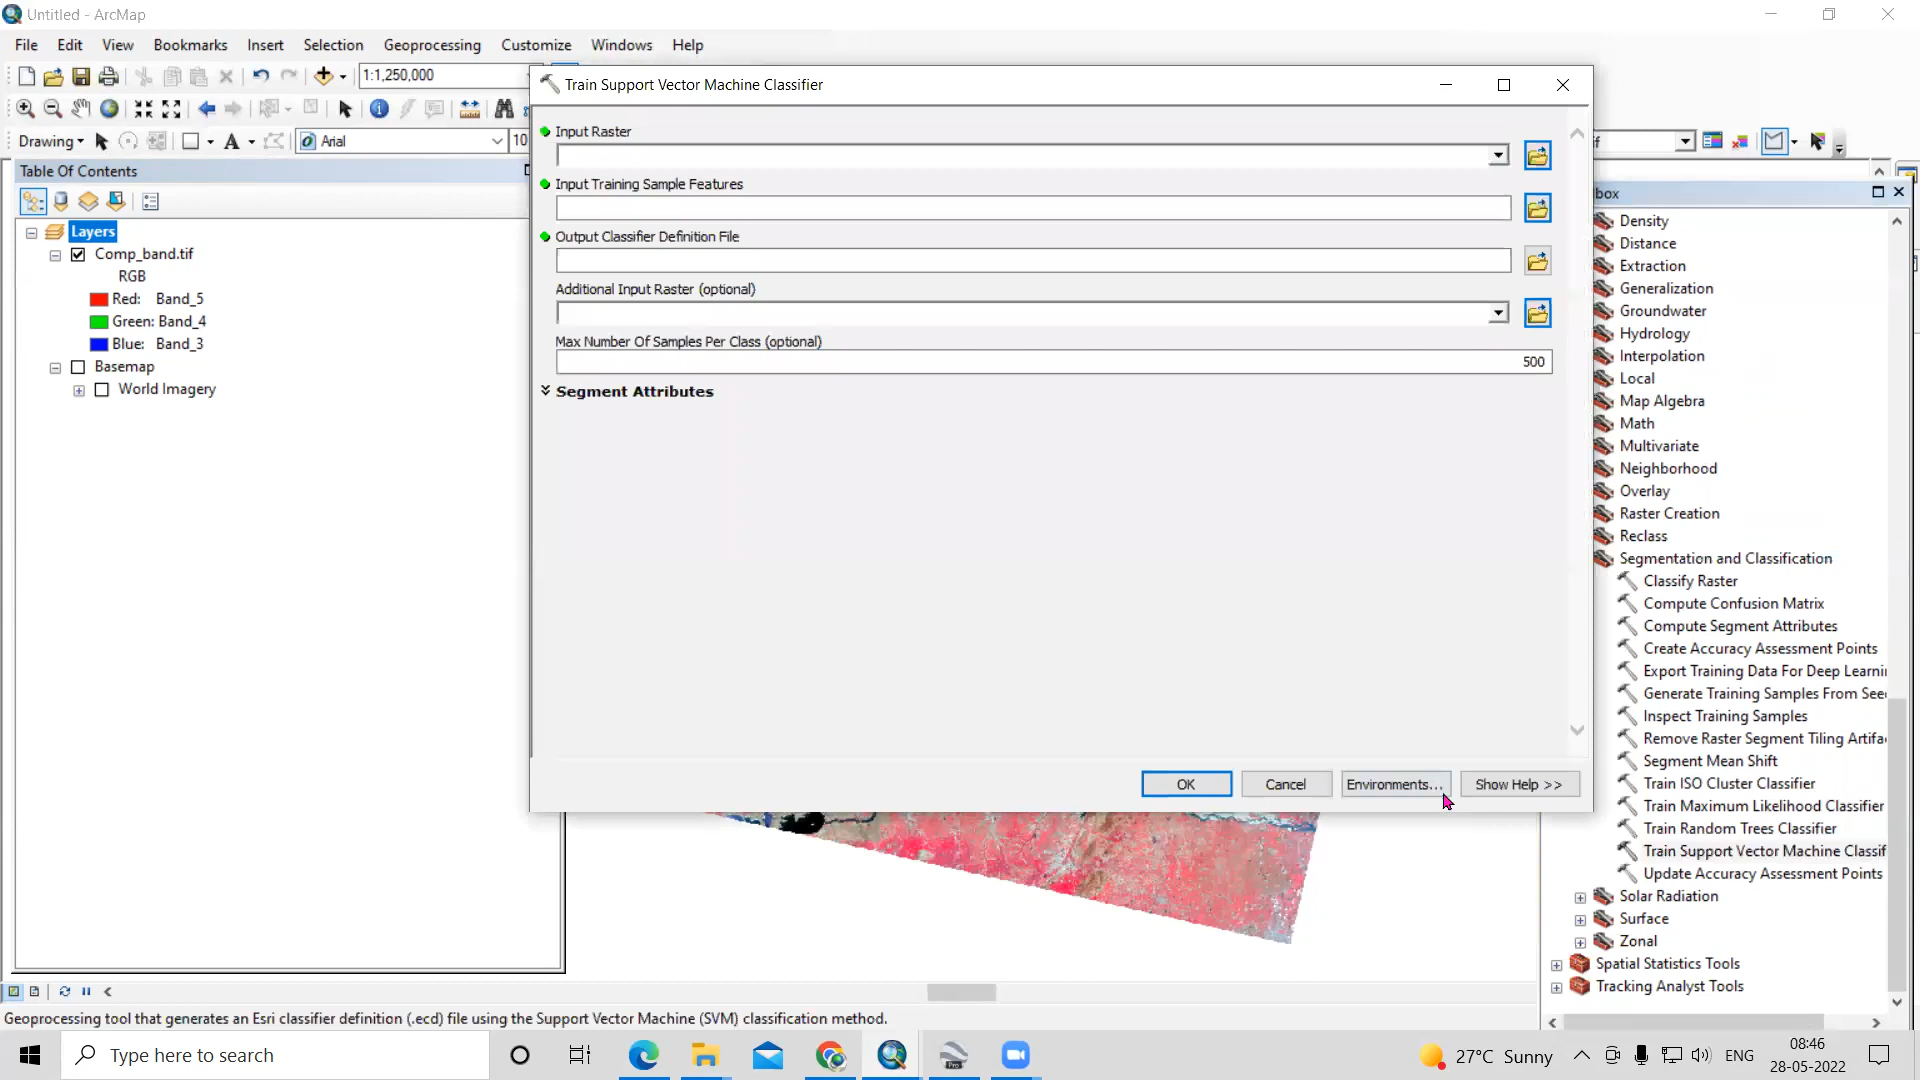 Untitled - ArcMap
File Edit View Bookmarks Insert Selection Geoprocessing Customize Windows Help
1:1,250,000
Drawing Arial 10
Table Of Contents
Layers
Comp_band.tif
RGB
Red: Band_5
Green: Band_4
Blue: Band_3
Basemap
World Imagery
Train Support Vector Machine Classifier
Input Raster
Input Training Sample Features
Output Classifier Definition File
Additional Input Raster (optional)
Max Number Of Samples Per Class (optional)
500
Segment Attributes
OK Cancel Environments... Show Help >>
box
Density
Distance
Extraction
Generalization
Groundwater
Hydrology
Interpolation
Local
Map Algebra
Math
Multivariate
Neighborhood
Overlay
Raster Creation
Reclass
Segmentation and Classification
Classify Raster
Compute Confusion Matrix
Compute Segment Attributes
Create Accuracy Assessment Points
Export Training Data For Deep Learni
Generate Training Samples From See
Inspect Training Samples
Remove Raster Segment Tiling Artifa
Segment Mean Shift
Train ISO Cluster Classifier
Train Maximum Likelihood Classifier
Train Random Trees Classifier
Train Support Vector Machine Classif
Update Accuracy Assessment Points
Solar Radiation
Surface
Zonal
Spatial Statistics Tools
Tracking Analyst Tools
Geoprocessing tool that generates an Esri classifier definition (.ecd) file using the Support Vector Machine (SVM) classification method.
Type here to search
Pro
27°C Sunny
ENG
08:46
28-05-2022